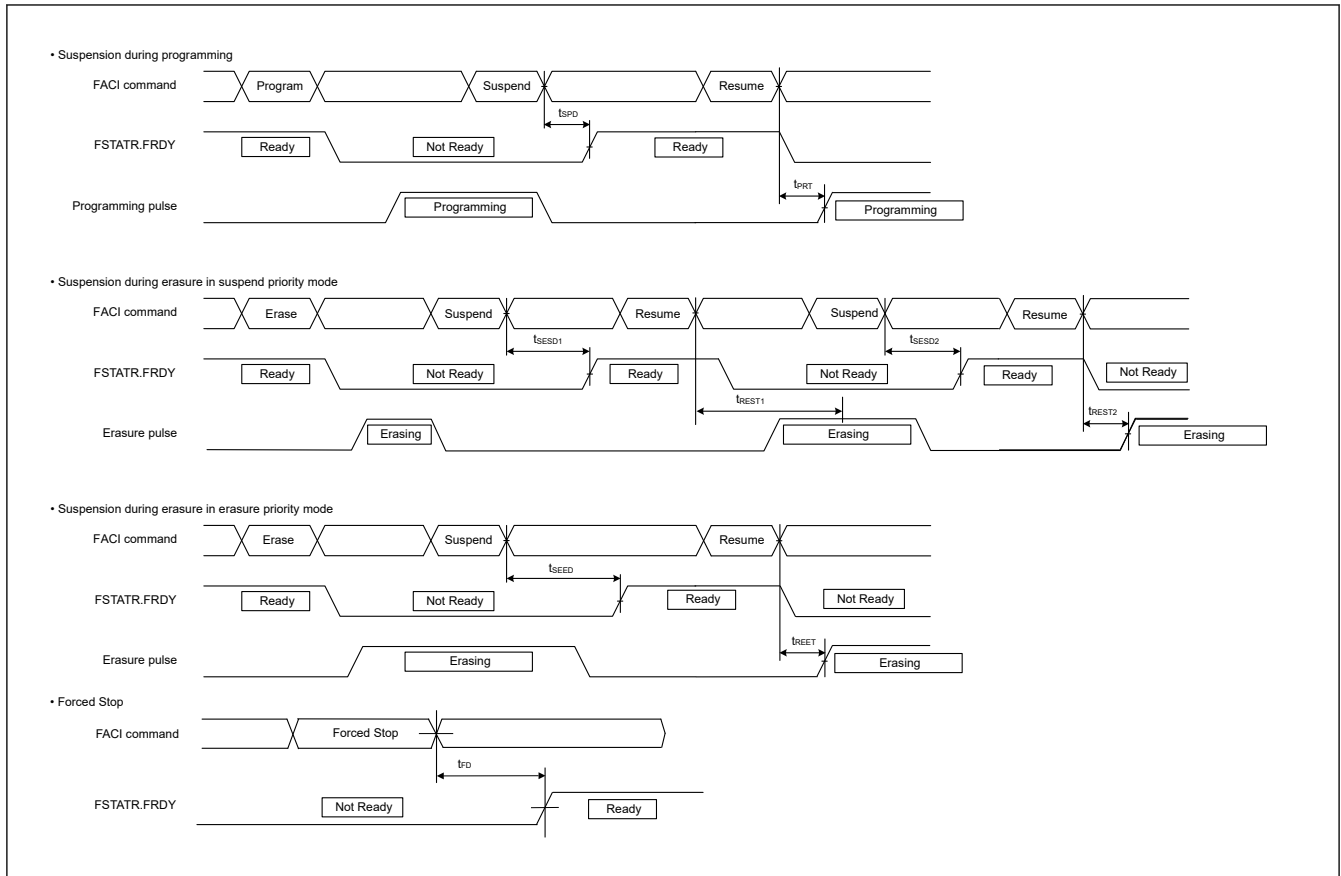 • Suspension during programming
FACI command
Program
Suspend
Resume
tSPD
FSTATR.FRDY
Ready
Not Ready
Ready
tPRT
Programming pulse
Programming
Programming
• Suspension during erasure in suspend priority mode
FACI command
Erase
Suspend
Resume
Suspend
Resume
tSESD1
tSESD2
FSTATR.FRDY
Ready
Not Ready
Ready
Not Ready
Ready
Not Ready
tREST1
tREST2
Erasure pulse
Erasing
Erasing
Erasing
• Suspension during erasure in erasure priority mode
FACI command
Erase
Suspend
Resume
tSEED
FSTATR.FRDY
Ready
Not Ready
Ready
Not Ready
tREET
Erasure pulse
Erasing
Erasing
• Forced Stop
FACI command
Forced Stop
tFD
FSTATR.FRDY
Not Ready
Ready